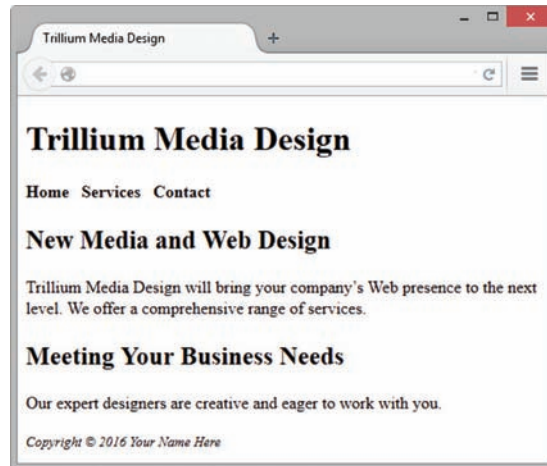 Trillium Media Design
Trillium Media Design
Home Services Contact
New Media and Web Design
Trillium Media Design will bring your company’s Web presence to the next
level. We offer a comprehensive range of services.
Meeting Your Business Needs
Our expert designers are creative and eager to work with you.
Copyright © 2016 Your Name Here